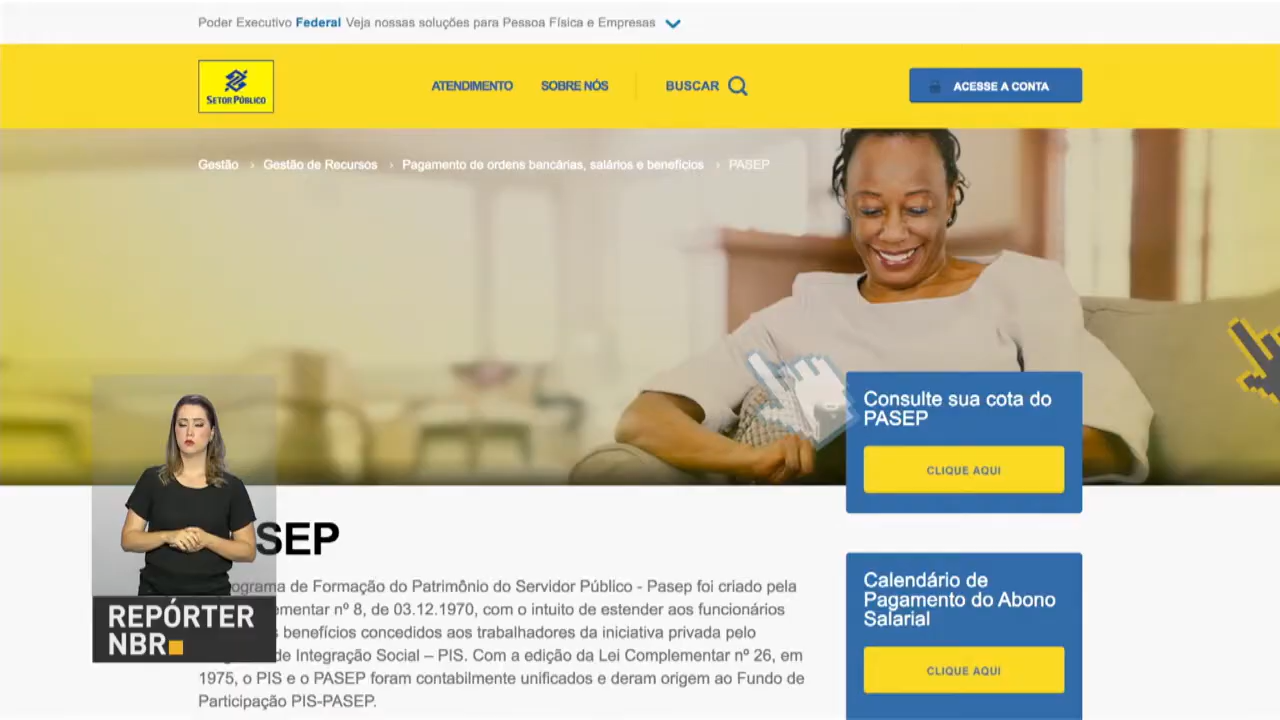 Poder Executivo Federal Veja nossas soluções para Pessoa Física e Empresas
SETOR PÚBLICO
ATENDIMENTO SOBRE NÓS BUSCAR ACESSE A CONTA
Gestão › Gestão de Recursos › Pagamento de ordens bancárias, salários e benefícios › PASEP
Consulte sua cota do
PASEP
CLIQUE AQUI
SEP
ograma de Formação do Patrimônio do Servidor Público - Pasep foi criado pela
ementar nº 8, de 03.12.1970, com o intuito de estender aos funcionários
s benefícios concedidos aos trabalhadores da iniciativa privada pelo
de Integração Social – PIS. Com a edição da Lei Complementar nº 26, em
1975, o PIS e o PASEP foram contabilmente unificados e deram origem ao Fundo de
Participação PIS-PASEP.
Calendário de
Pagamento do Abono
Salarial
CLIQUE AQUI
REPÓRTER
NBR